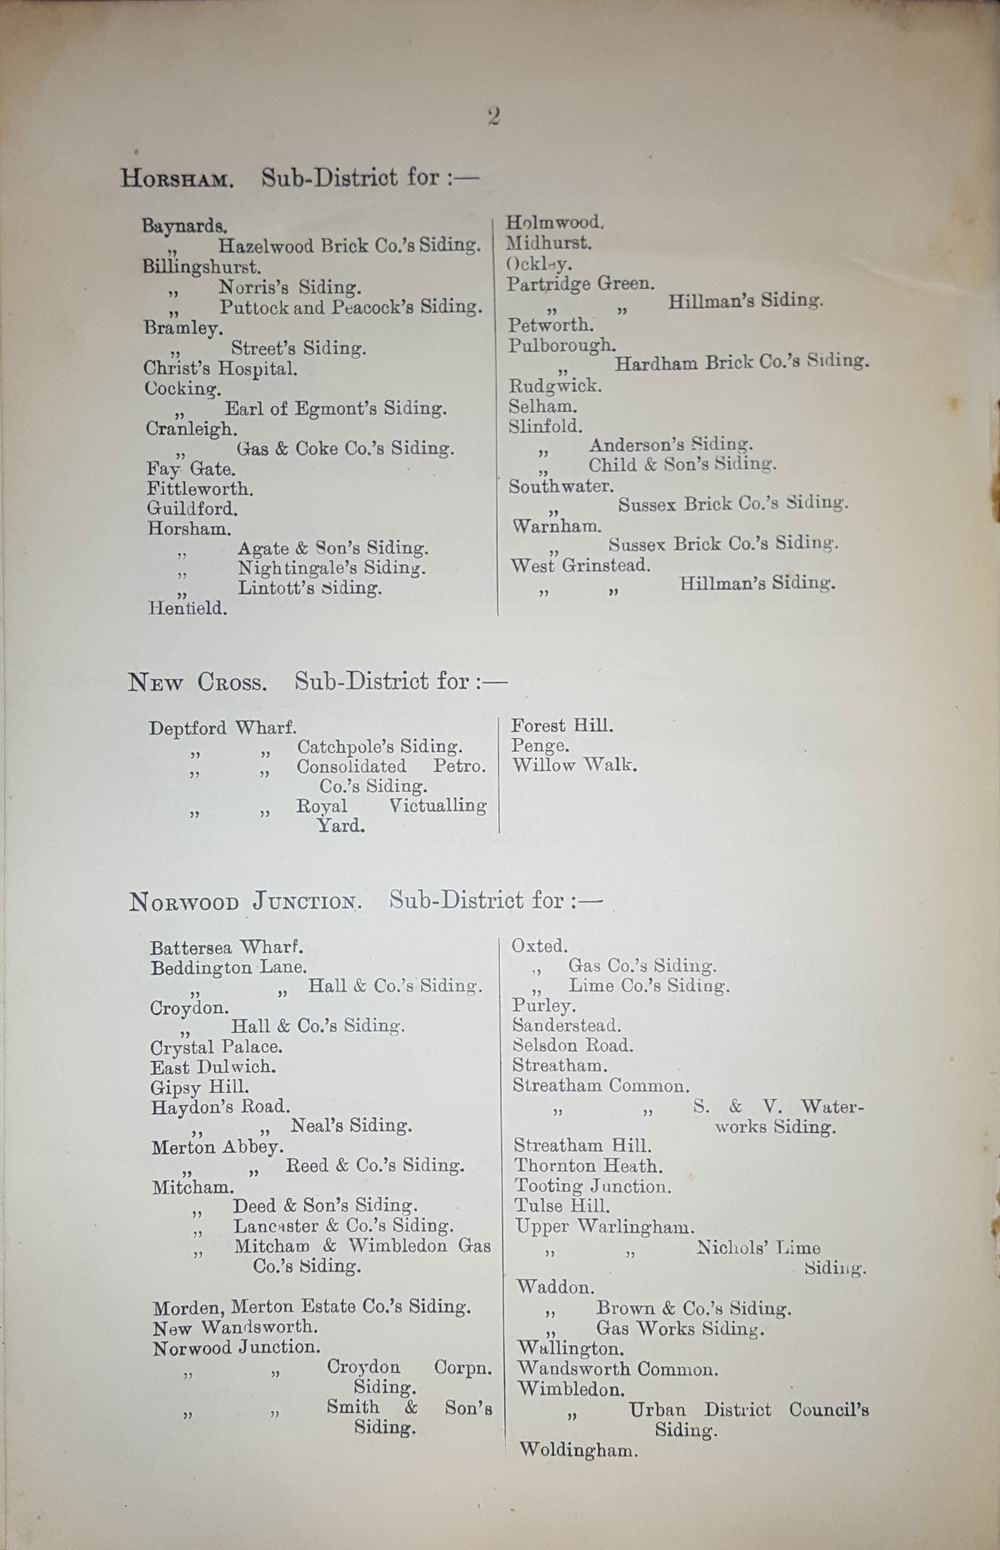 2
HORSHAM. Sub-District for :—
Baynards.
„ Hazelwood Brick Co.'s Siding.
Billingshurst.
„ Norris's Siding.
„ Puttock and Peacock's Siding.
Bramley.
„ Street's Siding.
Christ's Hospital.
Cocking.
„ Earl of Egmont's Siding.
Cranleigh.
„ Gas & Coke Co.'s Siding.
Fay Gate.
Fittleworth.
Guildford.
Horsham.
„ Agate & Son's Siding.
„ Nightingale's Siding.
„ Lintott's Siding.
Henfield.
Holmwood.
Midhurst.
Ockley.
Partridge Green.
„ „ Hillman's Siding.
Petworth.
Pulborough.
„ Hardham Brick Co.'s Siding.
Rudgwick.
Selham.
Slinfold.
„ Anderson's Siding.
„ Child & Son's Siding.
Southwater.
„ Sussex Brick Co.'s Siding.
Warnham.
„ Sussex Brick Co.'s Siding.
West Grinstead.
„ „ Hillman's Siding.
NEW CROSS. Sub-District for :—
Deptford Wharf.
„ „ Catchpole's Siding.
„ „ Consolidated Petro.
Co.'s Siding.
„ „ Royal Victualling
Yard.
Forest Hill.
Penge.
Willow Walk.
NORWOOD JUNCTION. Sub-District for :—
Battersea Wharf.
Beddington Lane.
„ „ Hall & Co.'s Siding.
Croydon.
„ Hall & Co.'s Siding.
Crystal Palace.
East Dulwich.
Gipsy Hill.
Haydon's Road.
„ „ Neal's Siding.
Merton Abbey.
„ „ Reed & Co.'s Siding.
Mitcham.
„ Deed & Son's Siding.
„ Lancaster & Co.'s Siding.
„ Mitcham & Wimbledon Gas
Co.'s Siding.
Morden, Merton Estate Co.'s Siding.
New Wandsworth.
Norwood Junction.
„ „ Croydon Corpn.
Siding.
„ „ Smith & Son's
Siding.
Oxted.
„ Gas Co.'s Siding.
„ Lime Co.'s Siding.
Purley.
Sanderstead.
Selsdon Road.
Streatham.
Streatham Common.
„ „ S. & V. Water-
works Siding.
Streatham Hill.
Thornton Heath.
Tooting Junction.
Tulse Hill.
Upper Warlingham.
„ „ Nichols' Lime
Siding.
Waddon.
„ Brown & Co.'s Siding.
„ Gas Works Siding.
Wallington.
Wandsworth Common.
Wimbledon.
„ Urban District Council's
Siding.
Woldingham.